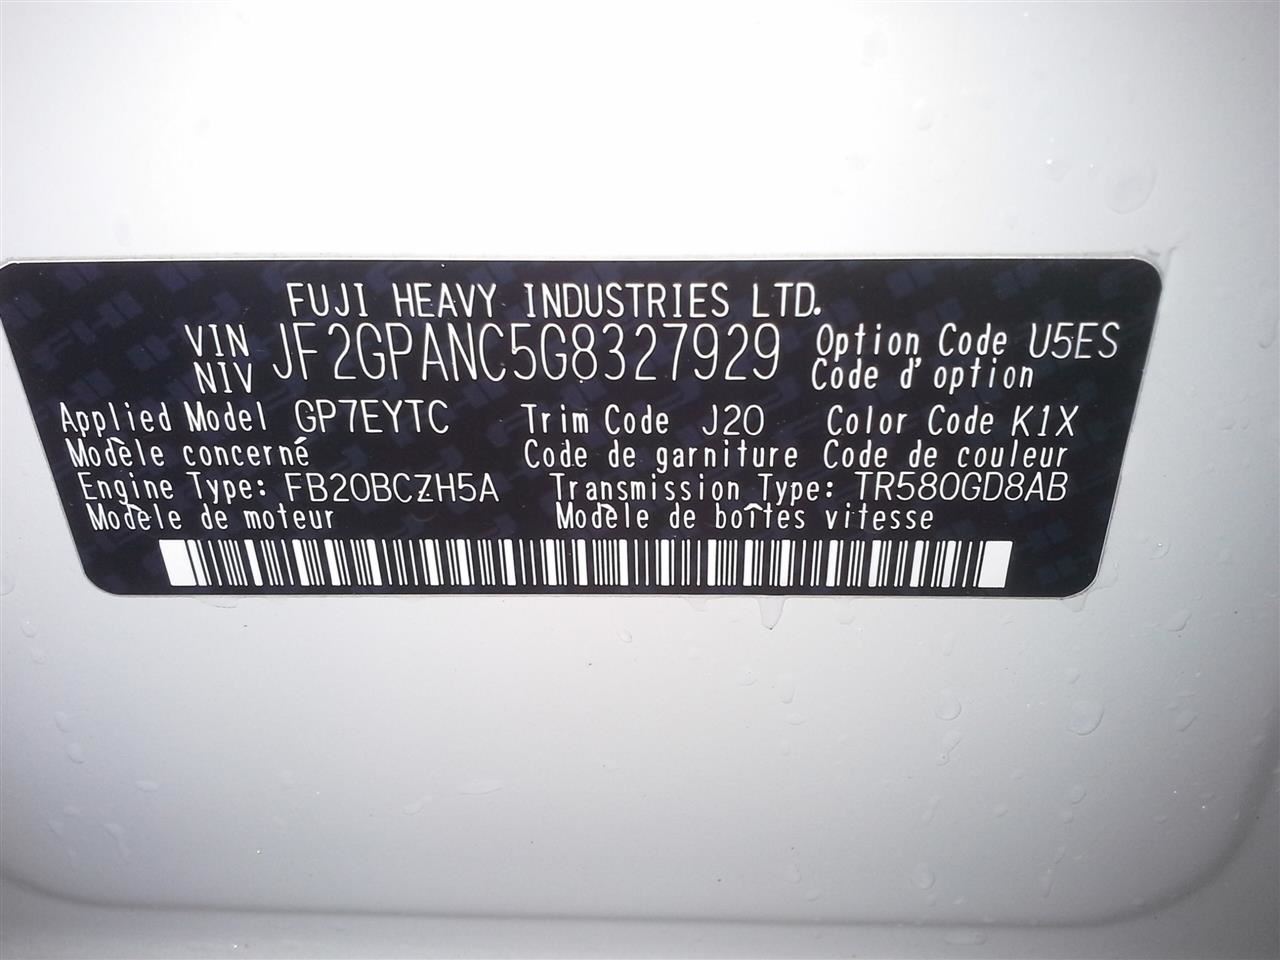 FUJI HEAVY INDUSTRIES LTD.
VIN JF2GPANC5G8327929 Option Code U5ES
NIV Code d'option
Applied Model GP7EYTC Trim Code J20 Color Code K1X
Modèle concerné Code de garniture Code de couleur
Engine Type: FB20BCZH5A Transmission Type: TR580GD8AB
Modèle de moteur Modèle de boîtes vitesse